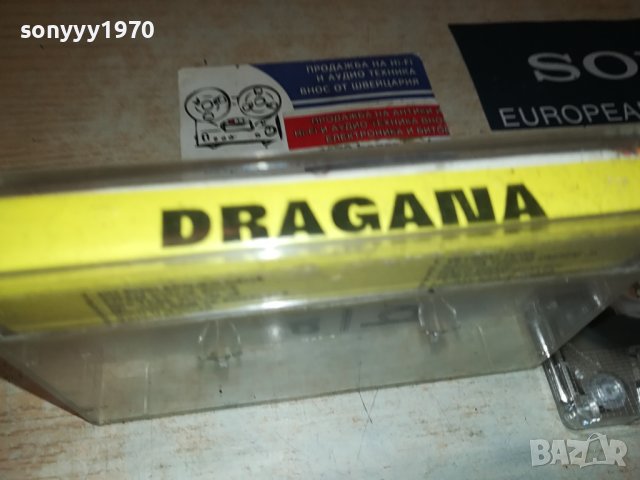 sonyyy1970
ПРОДАЖБА НА HI-FI
И АУДИО ТЕХНИКА
ВНОС ОТ ШВЕЙЦАРИЯ
ПРОДАЖБА НА АНТИКИ
HI-FI И АУДИО ТЕХНИКА ВНО
ЕЛЕКТРОНИКА И БИТОВ
SO
EUROPEA
DRAGANA
BAZAR